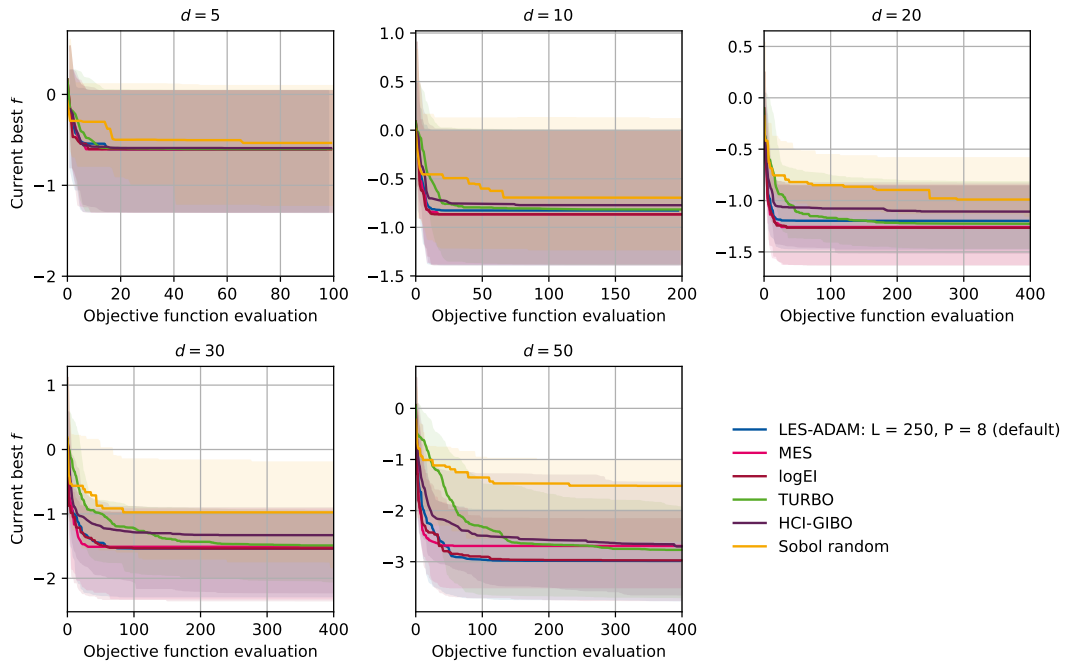 d = 5
Current best f
0
−1
−2
0 20 40 60 80 100
Objective function evaluation
d = 10
1.0
0.5
0.0
−0.5
−1.0
−1.5
0 50 100 150 200
Objective function evaluation
d = 20
0.5
0.0
−0.5
−1.0
−1.5
0 100 200 300 400
Objective function evaluation
d = 30
Current best f
1
0
−1
−2
0 100 200 300 400
Objective function evaluation
d = 50
0
−1
−2
−3
0 100 200 300 400
Objective function evaluation
LES-ADAM: L = 250, P = 8 (default)
MES
logEI
TURBO
HCI-GIBO
Sobol random